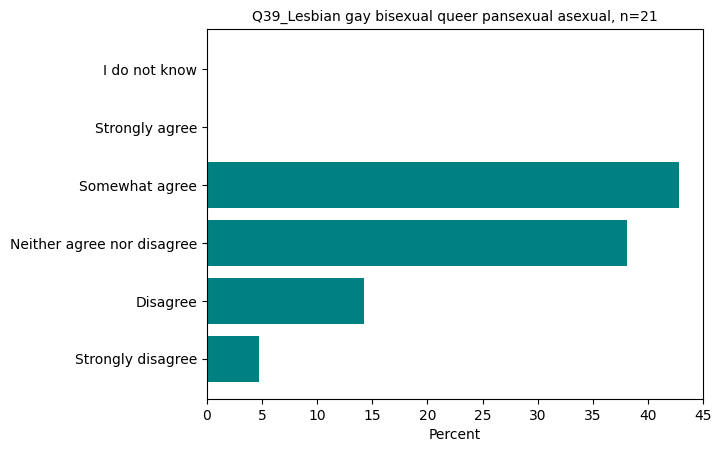 Q39_Lesbian gay bisexual queer pansexual asexual, n=21
I do not know
Strongly agree
Somewhat agree
Neither agree nor disagree
Disagree
Strongly disagree
0 5 10 15 20 25 30 35 40 45
Percent